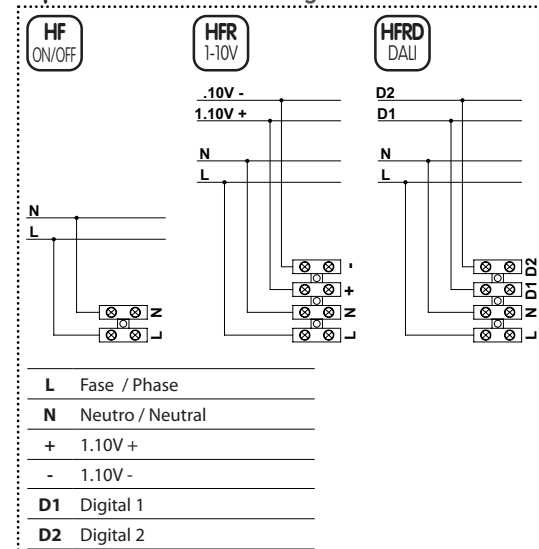 HF
ON/OFF
N
L
N
L
HFR
1-10V
.10V -
1.10V +
N
L
-
+
N
L
HFRD
DALI
D2
D1
N
L
D2
D1
N
L
L Fase / Phase
N Neutro / Neutral
+ 1.10V +
- 1.10V -
D1 Digital 1
D2 Digital 2